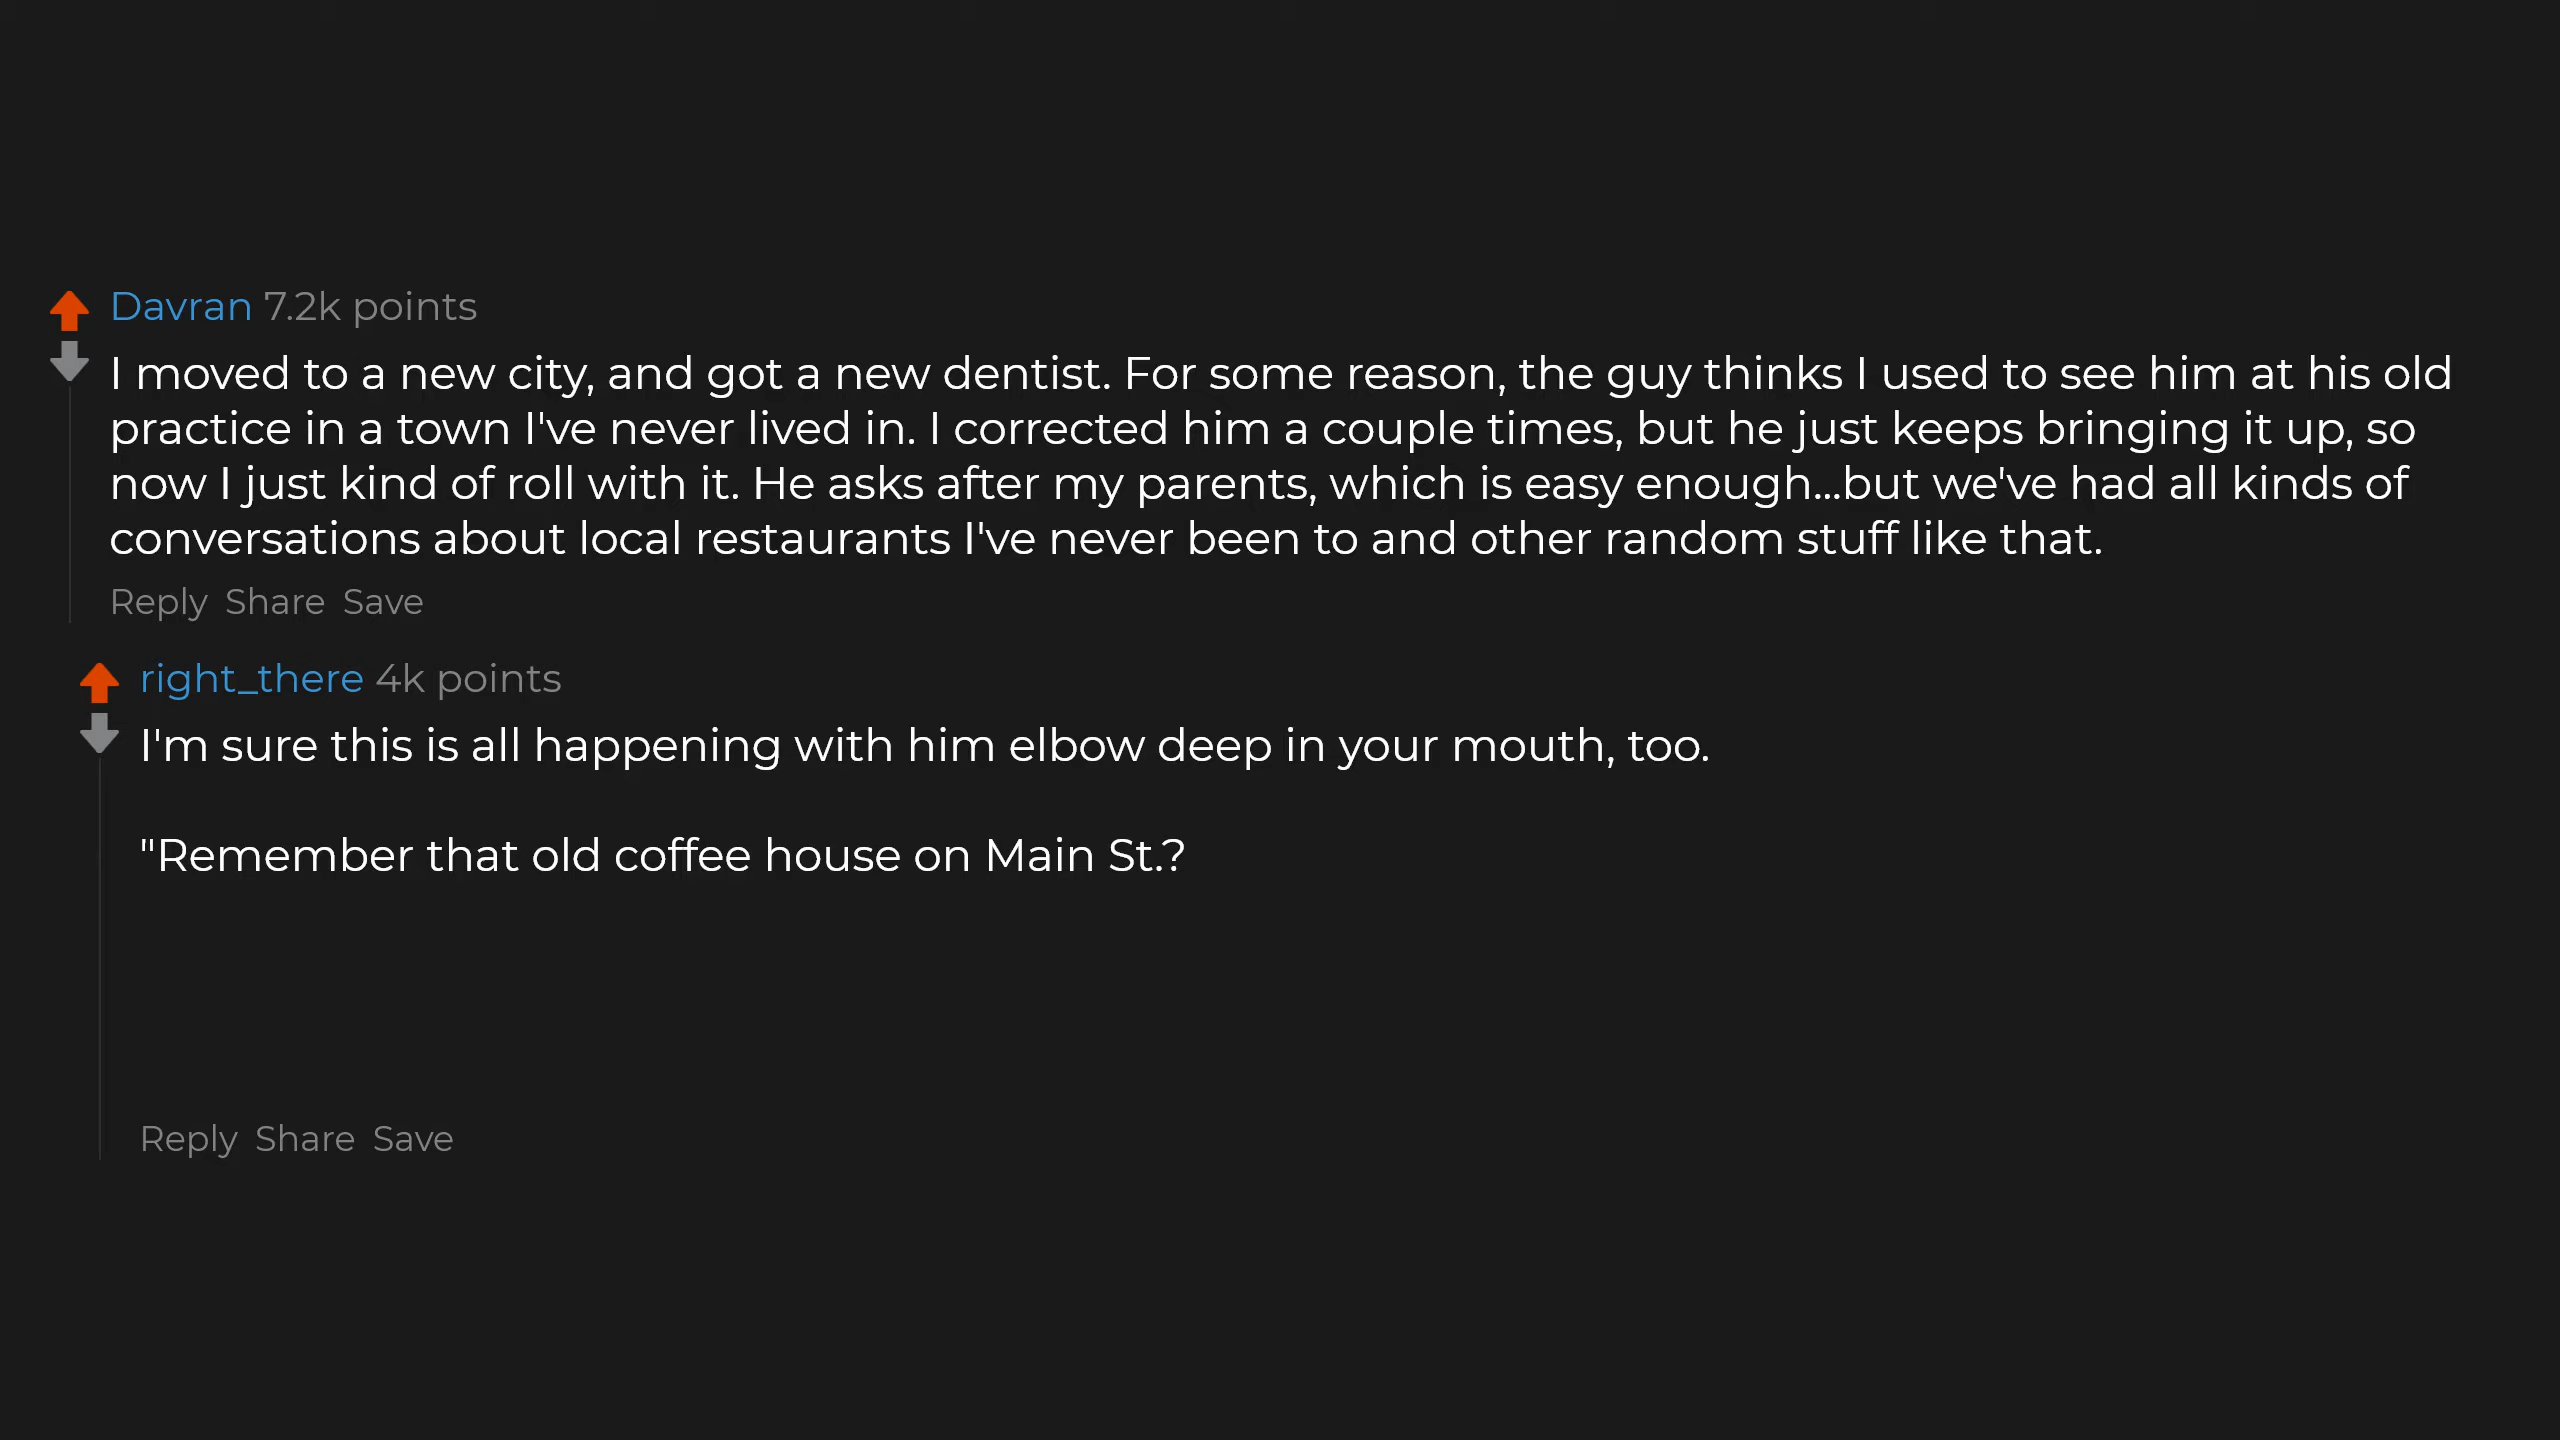 Davran 7.2k points
I moved to a new city, and got a new dentist. For some reason, the guy thinks I used to see him at his old
practice in a town I've never lived in. I corrected him a couple times, but he just keeps bringing it up, so
now I just kind of roll with it. He asks after my parents, which is easy enough...but we've had all kinds of
conversations about local restaurants I've never been to and other random stuff like that.
Reply Share Save
right_there 4k points
I'm sure this is all happening with him elbow deep in your mouth, too.
"Remember that old coffee house on Main St.?
Reply Share Save